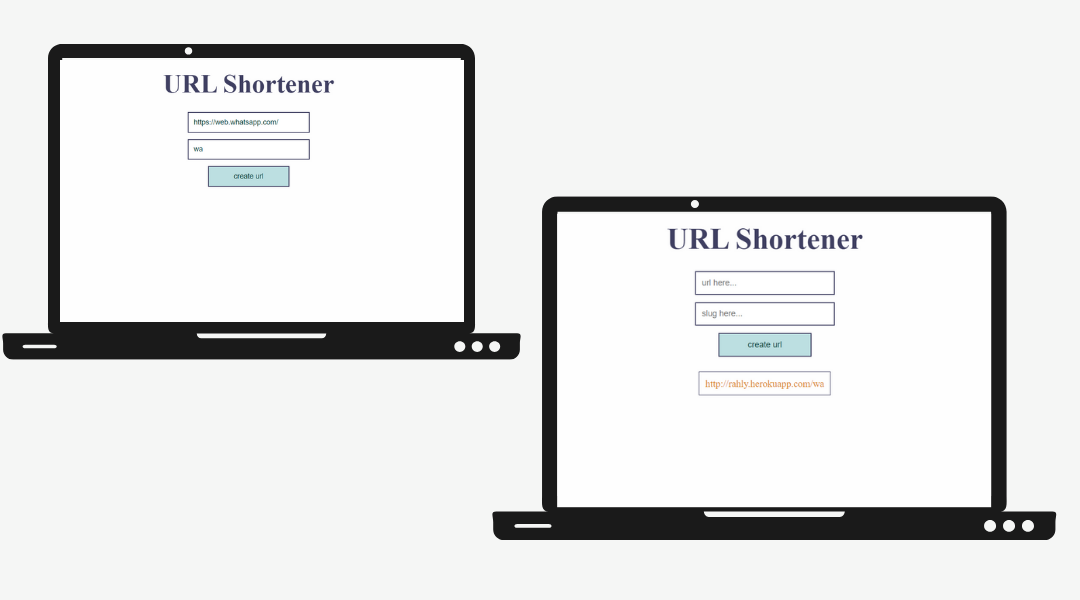 URL Shortener
https://web.whatsapp.com/
wa
create url
URL Shortener
url here...
slug here...
create url
http://rahly.herokuapp.com/wa